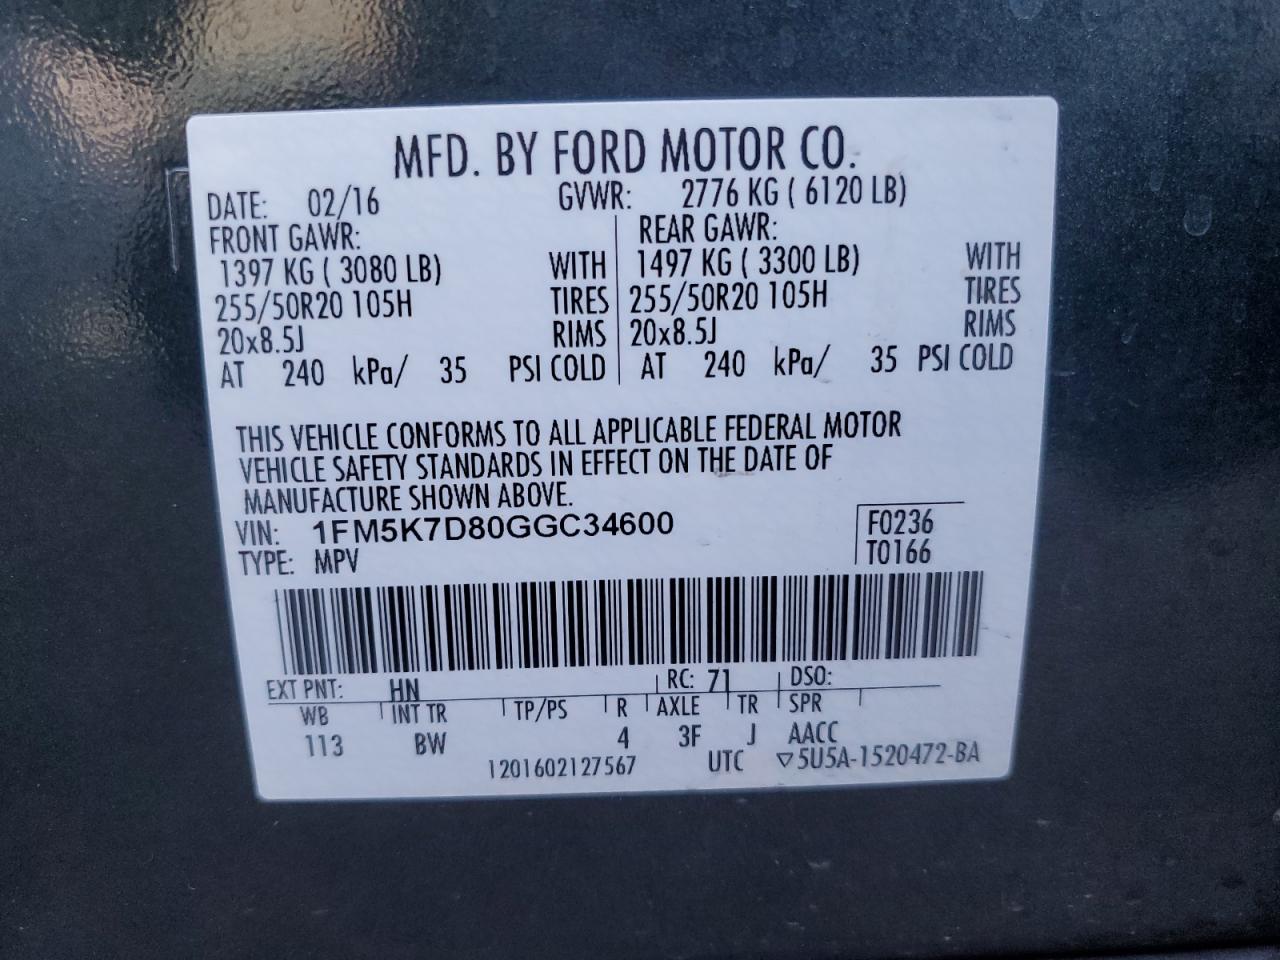 MFD. BY FORD MOTOR CO.
DATE: 02/16 GVWR: 2776 KG ( 6120 LB)
FRONT GAWR: REAR GAWR:
1397 KG ( 3080 LB) WITH 1497 KG ( 3300 LB) WITH
255/50R20 105H TIRES 255/50R20 105H TIRES
20x8.5J RIMS 20x8.5J RIMS
AT 240 kPa/ 35 PSI COLD AT 240 kPa/ 35 PSI COLD
THIS VEHICLE CONFORMS TO ALL APPLICABLE FEDERAL MOTOR
VEHICLE SAFETY STANDARDS IN EFFECT ON THE DATE OF
MANUFACTURE SHOWN ABOVE.
VIN: 1FM5K7D80GGC34600 F0236
TYPE: MPV T0166
EXT PNT: HN RC: 71 DSO:
WB INT TR TP/PS R AXLE TR SPR
113 BW 4 3F J AACC
1201602127567 UTC ▽5U5A-1520472-BA